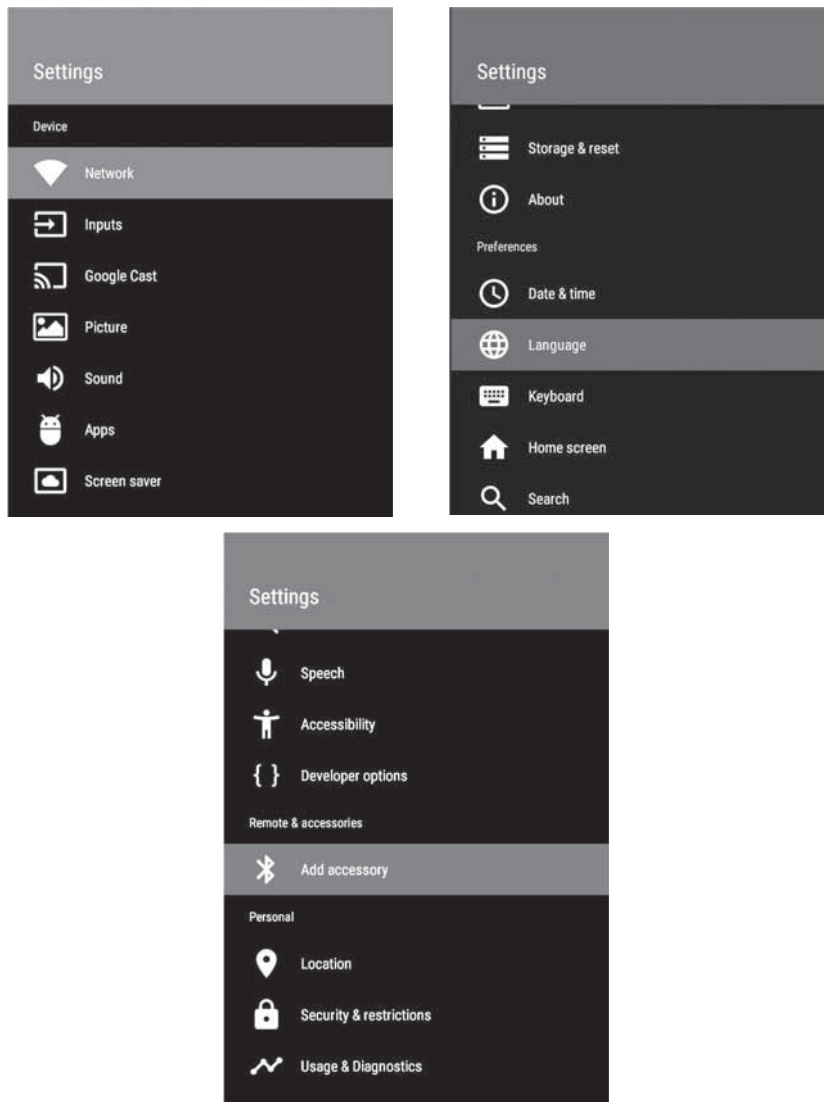 Settings
Device
Network
Inputs
Google Cast
Picture
Sound
Apps
Screen saver
Settings
Storage & reset
About
Preferences
Date & time
Language
Keyboard
Home screen
Search
Settings
Speech
Accessibility
{ } Developer options
Remote & accessories
Add accessory
Personal
Location
Security & restrictions
Usage & Diagnostics